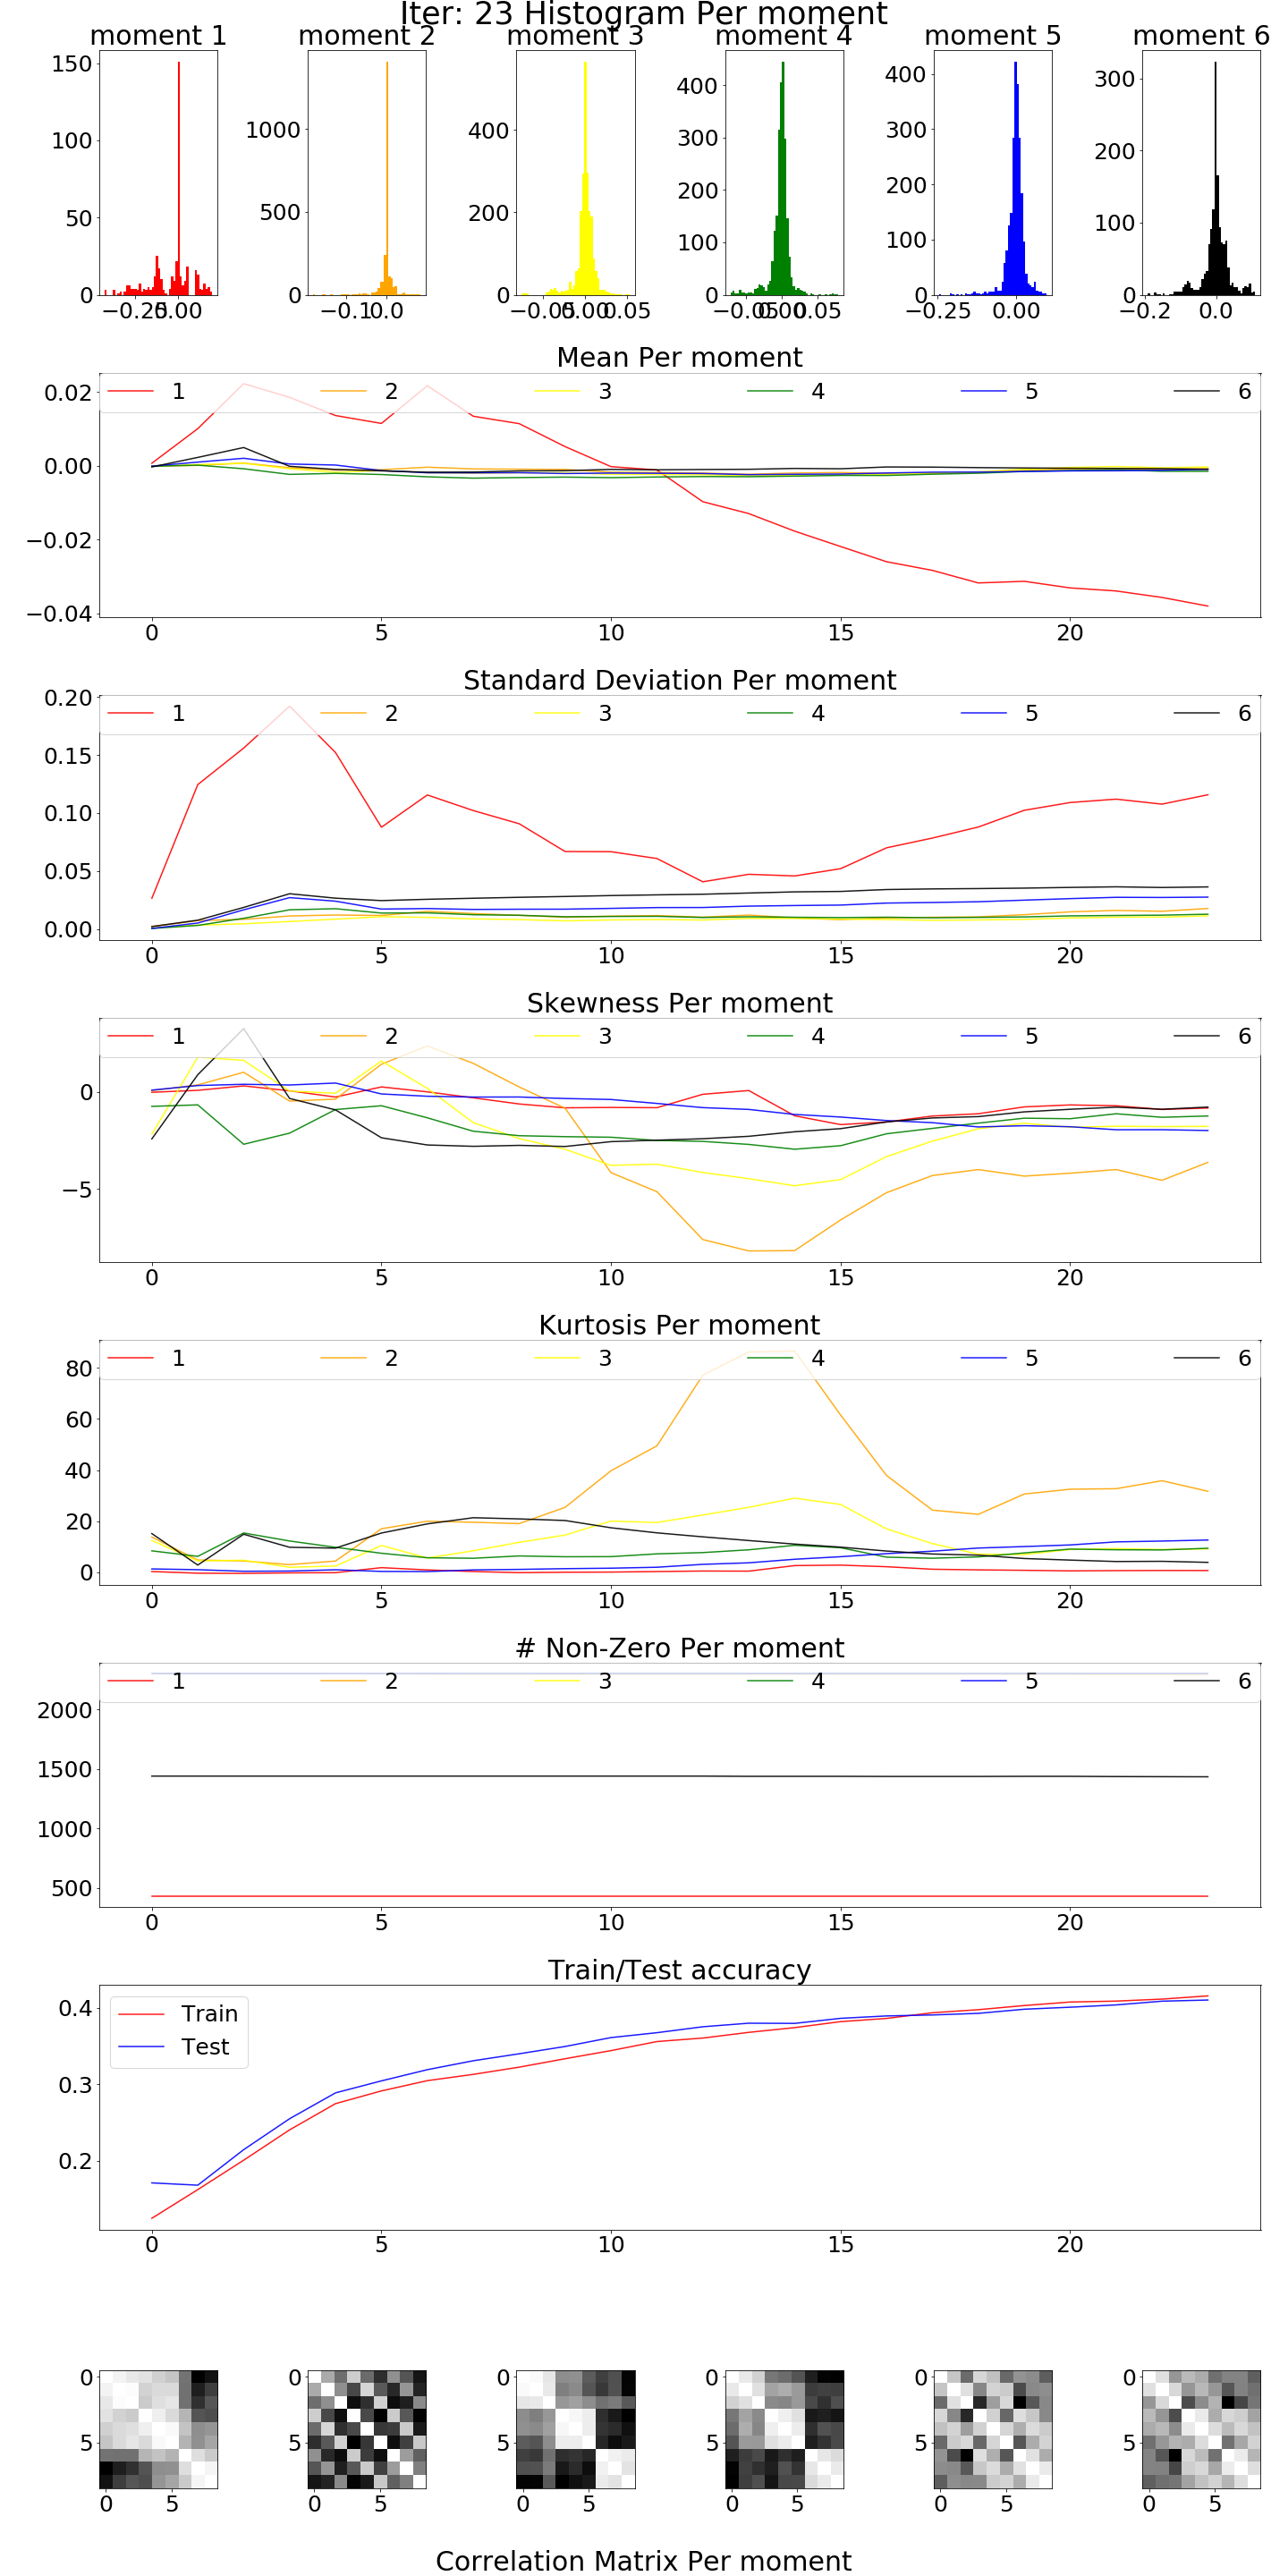 Iter: 23 Histogram Per moment
moment 1 moment 2 moment 3 moment 4 moment 5 moment 6
150
100
50
0
−0.25 0.00
1000
500
0
−0.1 0.0
400
200
0
−0.05 0.00 0.05
400
300
200
100
0
−0.05 0.00 0.05
400
300
200
100
0
−0.25 0.00
300
200
100
0
−0.2 0.0
Mean Per moment
1 2 3 4 5 6
0.02
0.00
−0.02
−0.04
0 5 10 15 20
Standard Deviation Per moment
1 2 3 4 5 6
0.20
0.15
0.10
0.05
0.00
0 5 10 15 20
Skewness Per moment
1 2 3 4 5 6
0
−5
0 5 10 15 20
Kurtosis Per moment
1 2 3 4 5 6
80
60
40
20
0
0 5 10 15 20
# Non-Zero Per moment
1 2 3 4 5 6
2000
1500
1000
500
0 5 10 15 20
Train/Test accuracy
Train
Test
0.4
0.3
0.2
0 5 10 15 20
0 0 0 0 0 0
5 5 5 5 5 5
0 5 0 5 0 5 0 5 0 5 0 5
Correlation Matrix Per moment